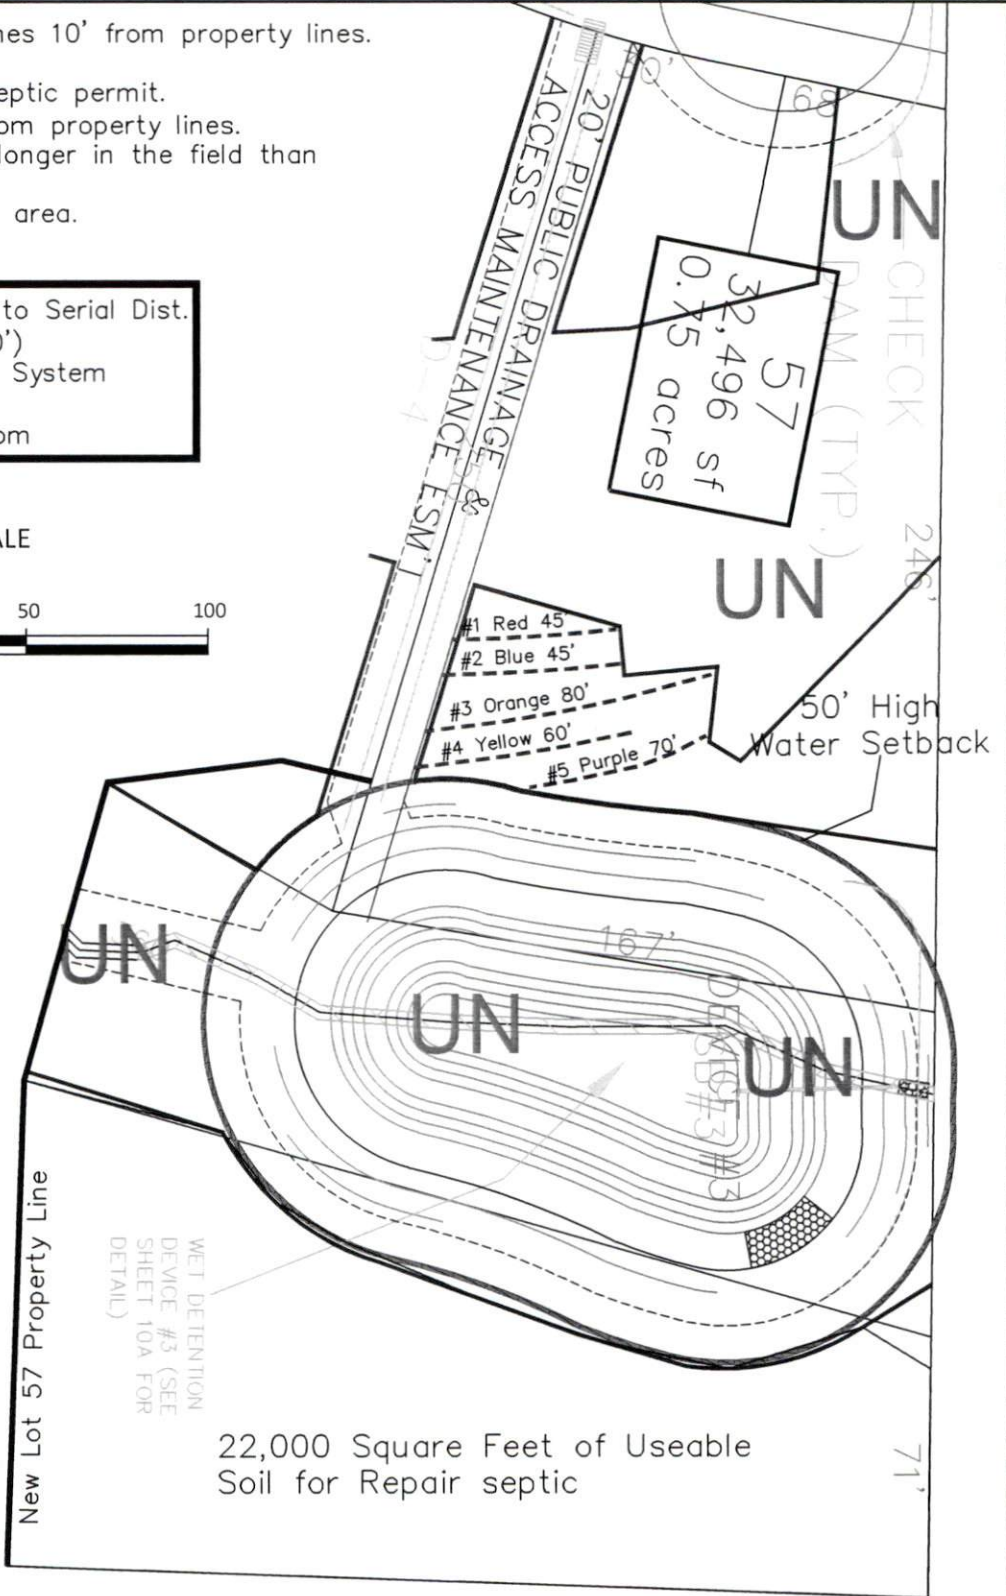 nes 10' from property lines.
eptic permit.
om property lines.
longer in the field than
area.
to Serial Dist.
0')
System
om
ALE
50
100
20' PUBLIC DRAINAGE &
ACCESS MAINTENANCE ESM'T
68
UN
CHECK
DAM (TYP.)
57
32,496 sf
0.75 acres
246'
UN
#1 Red 45'
#2 Blue 45'
#3 Orange 80'
#4 Yellow 60'
#5 Purple 70'
50' High
Water Setback
UN
167'
UN
UN
#3
WET DETENTION
DEVICE #3 (SEE
SHEET 10A FOR
DETAIL)
New Lot 57 Property Line
22,000 Square Feet of Useable
Soil for Repair septic
71'